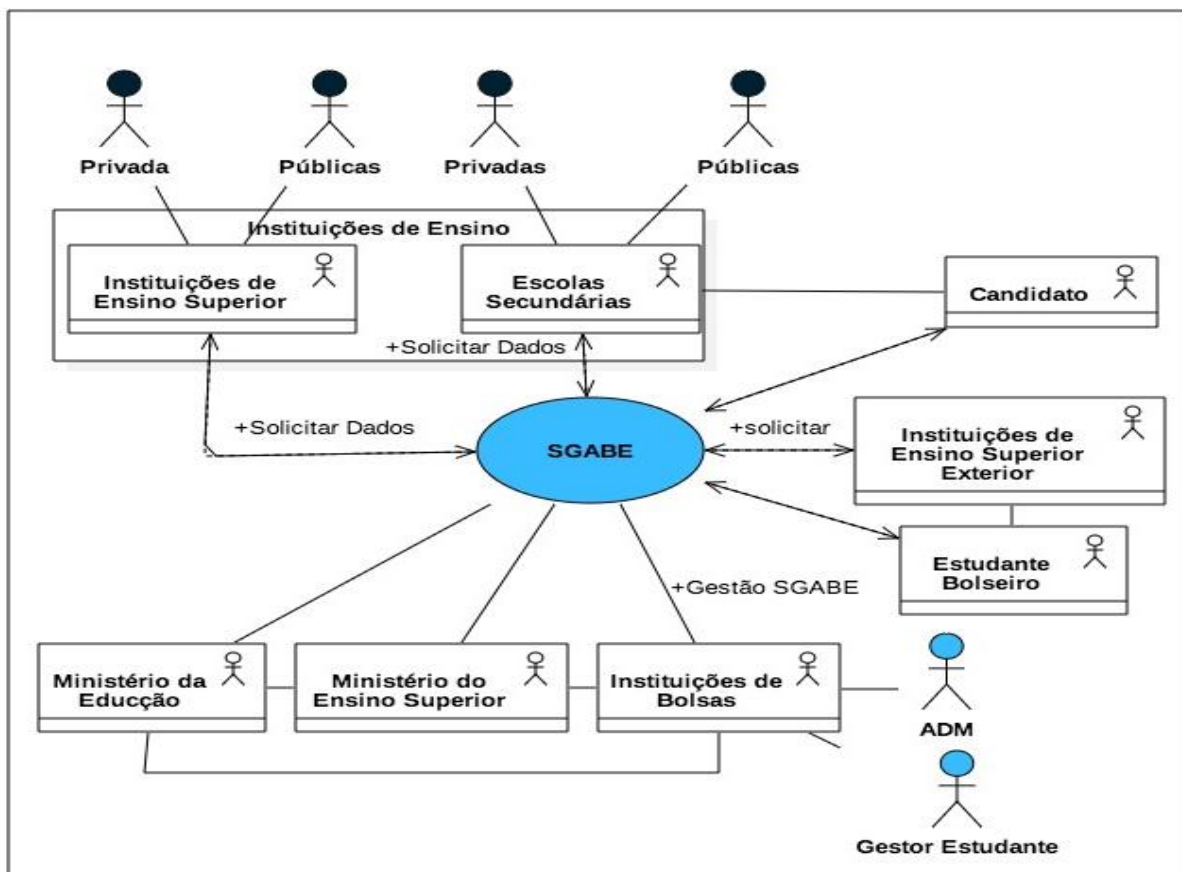 Privada
Públicas
Privadas
Públicas
Instituições de Ensino
Instituições de
Ensino Superior
Escolas
Secundárias
Candidato
+Solicitar Dados
+Solicitar Dados
+solicitar
SGABE
Instituições de
Ensino Superior
Exterior
Estudante
Bolseiro
+Gestão SGABE
Ministério da
Educção
Ministério do
Ensino Superior
Instituições de
Bolsas
ADM
Gestor Estudante